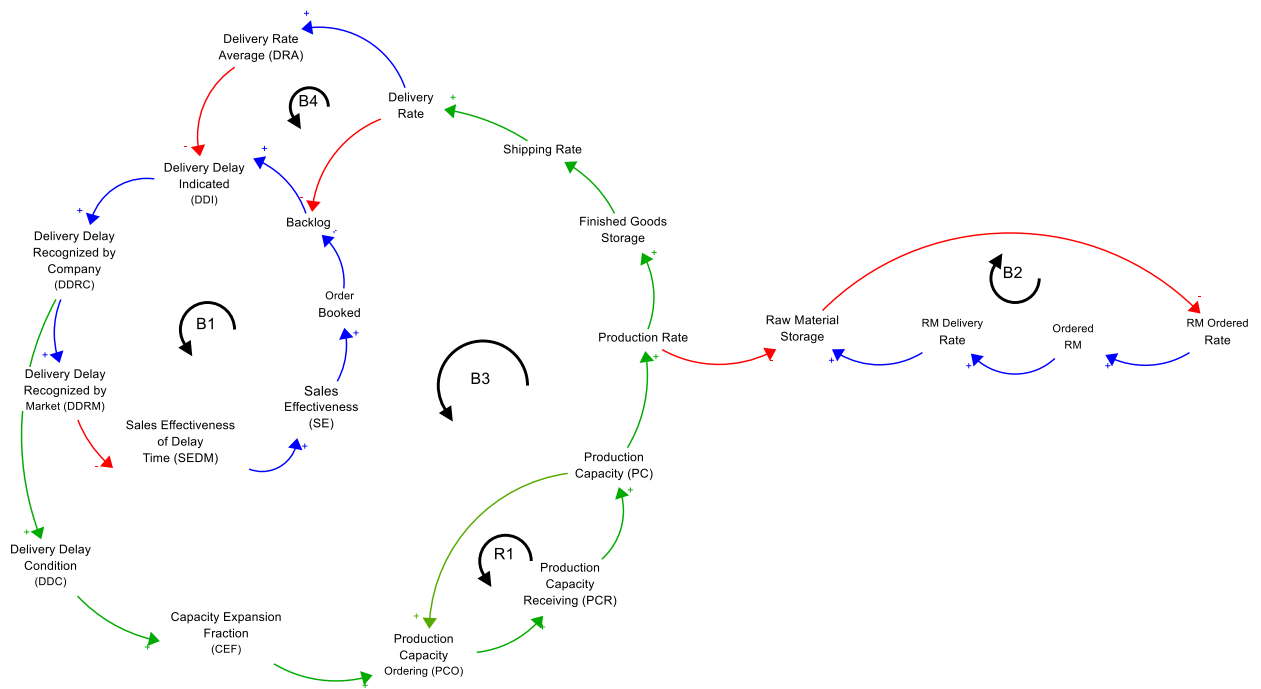 +
Delivery Rate
Average (DRA)
B4
Delivery
Rate
+
Shipping Rate
-
+
Delivery Delay
Indicated
(DDI)
-
Backlog
+
Delivery Delay
Recognized by
Company
(DDRC)
Finished Goods
Storage
+
B2
-
Order
Booked
B1
+
Production Rate
+
Raw Material
Storage
-
+
RM Delivery
Rate
+
Ordered
RM
+
RM Ordered
Rate
+
Delivery Delay
Recognized by
Market (DDRM)
-
B3
Sales
Effectiveness
(SE)
+
Sales Effectiveness
of Delay
Time (SEDM)
Production
Capacity (PC)
+
+
Delivery Delay
Condition
(DDC)
R1
Production
Capacity
Receiving (PCR)
+
Capacity Expansion
Fraction
(CEF)
+
+
Production
Capacity
Ordering (PCO)
+